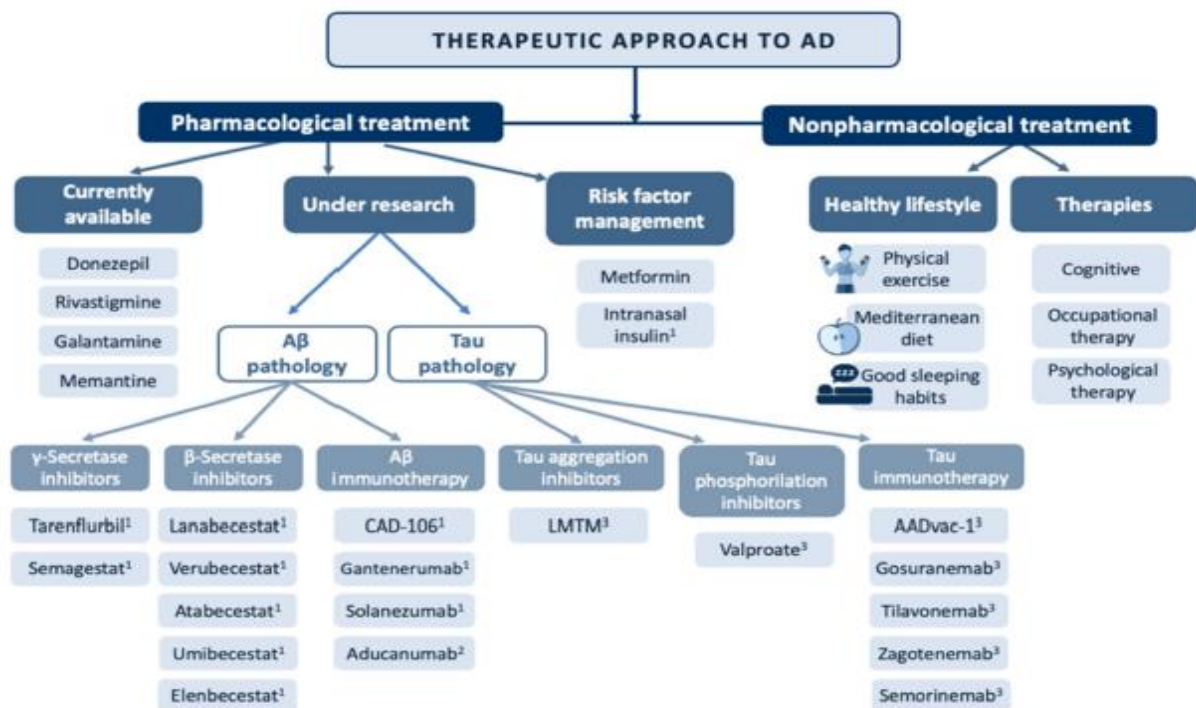 THERAPEUTIC APPROACH TO AD
Pharmacological treatment
Nonpharmacological treatment
Currently
available
Under research
Risk factor
management
Healthy lifestyle
Therapies
Donezepil
Rivastigmine
Galantamine
Memantine
Metformin
Intranasal
insulin¹
Physical
exercise
Mediterranean
diet
zzz
Good sleeping
habits
Cognitive
Occupational
therapy
Psychological
therapy
Aβ
pathology
Tau
pathology
γ-Secretase
inhibitors
Tarenflurbil¹
Semagestat¹
β-Secretase
inhibitors
Lanabecestat¹
Verubecestat¹
Atabecestat¹
Umibecestat¹
Elenbecestat¹
Aβ
immunotherapy
CAD-106¹
Gantenerumab¹
Solanezumab¹
Aducanumab²
Tau aggregation
inhibitors
LMTM³
Tau
phosphorilation
inhibitors
Valproate³
Tau
immunotherapy
AADvac-1³
Gosuranemab³
Tilavonemab³
Zagotenemab³
Semorinemab³